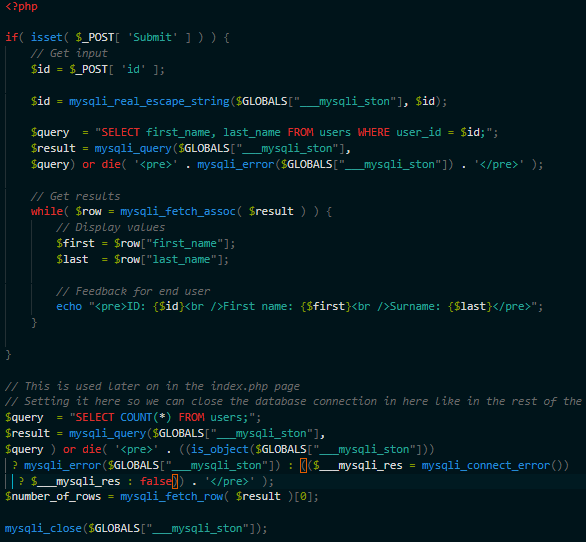 <?php
if( isset( $_POST[ 'Submit' ] ) ) {
// Get input
$id = $_POST[ 'id' ];
$id = mysqli_real_escape_string($GLOBALS["___mysqli_ston"], $id);
$query  = "SELECT first_name, last_name FROM users WHERE user_id = $id;";
$result = mysqli_query($GLOBALS["___mysqli_ston"],
$query) or die( '<pre>' . mysqli_error($GLOBALS["___mysqli_ston"]) . '</pre>' );
// Get results
while( $row = mysqli_fetch_assoc( $result ) ) {
// Display values
$first = $row["first_name"];
$last  = $row["last_name"];
// Feedback for end user
echo "<pre>ID: {$id}<br />First name: {$first}<br />Surname: {$last}</pre>";
}
}
// This is used later on in the index.php page
// Setting it here so we can close the database connection in here like in the rest of the
$query  = "SELECT COUNT(*) FROM users;";
$result = mysqli_query($GLOBALS["___mysqli_ston"],
$query ) or die( '<pre>' . ((is_object($GLOBALS["___mysqli_ston"]))
? mysqli_error($GLOBALS["___mysqli_ston"]) : (($___mysqli_res = mysqli_connect_error())
? $___mysqli_res : false)) . '</pre>' );
$number_of_rows = mysqli_fetch_row( $result )[0];
mysqli_close($GLOBALS["___mysqli_ston"]);